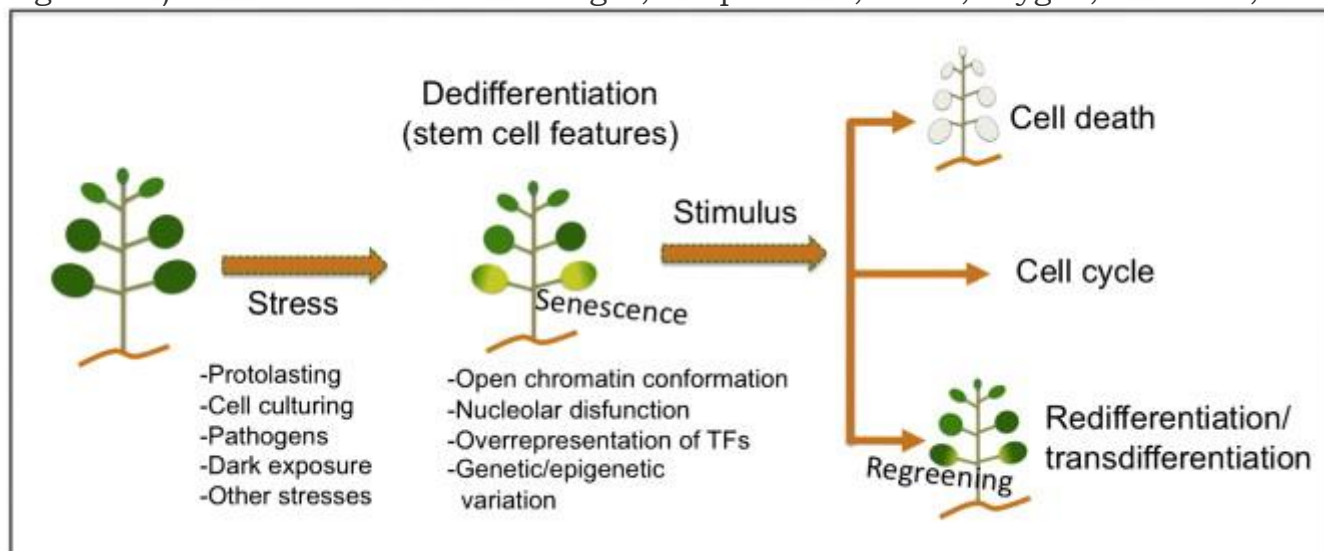 Dedifferentiation
(stem cell features)
Stress
-Protolasting
-Cell culturing
-Pathogens
-Dark exposure
-Other stresses
Senescence
-Open chromatin conformation
-Nucleolar disfunction
-Overrepresentation of TFs
-Genetic/epigenetic
variation
Stimulus
Cell death
Cell cycle
Regreening
Redifferentiation/
transdifferentiation